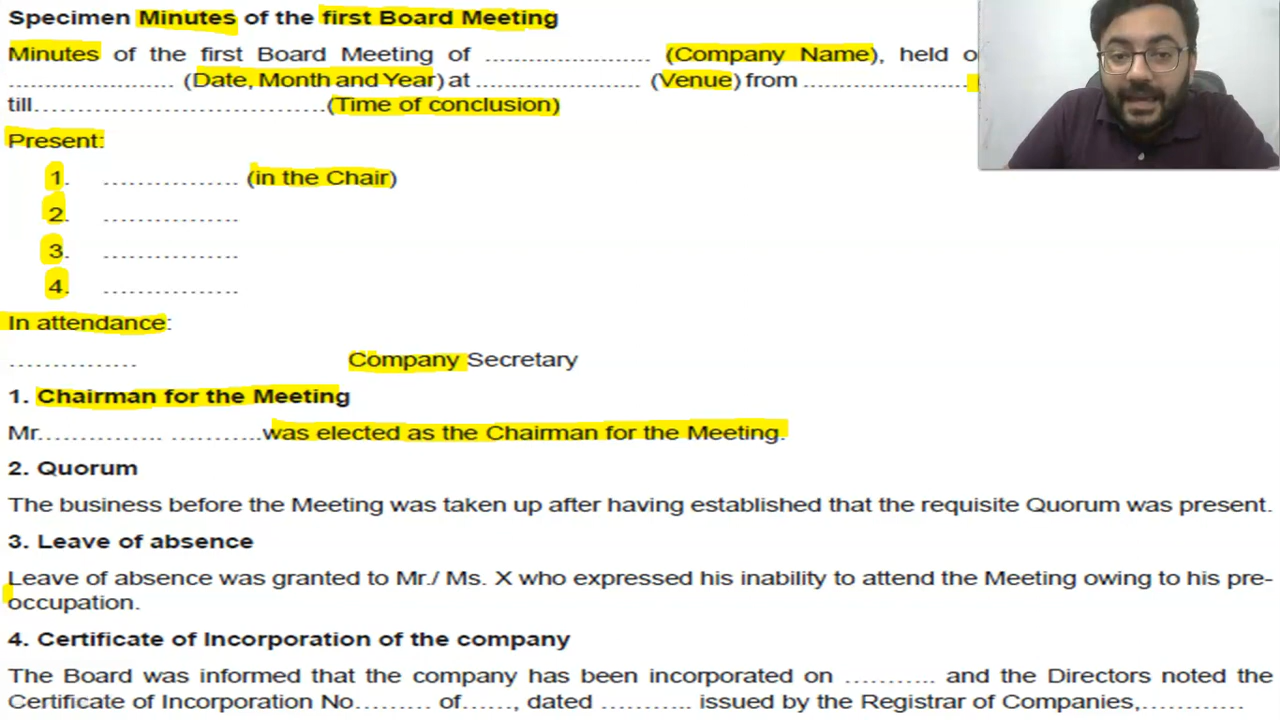 Specimen Minutes of the first Board Meeting
Minutes of the first Board Meeting of ........................ (Company Name), held
........................ (Date, Month and Year) at ........................ (Venue) from ........................
till.....................................(Time of conclusion)
Present:
1. ............... (in the Chair)
2. ...............
3. ...............
4. ...............
In attendance:
............... Company Secretary
1. Chairman for the Meeting
Mr.................. .............was elected as the Chairman for the Meeting.
2. Quorum
The business before the Meeting was taken up after having established that the requisite Quorum was present.
3. Leave of absence
Leave of absence was granted to Mr./ Ms. X who expressed his inability to attend the Meeting owing to his pre-
occupation.
4. Certificate of Incorporation of the company
The Board was informed that the company has been incorporated on ........... and the Directors noted the
Certificate of Incorporation No......... of......, dated ........... issued by the Registrar of Companies,............